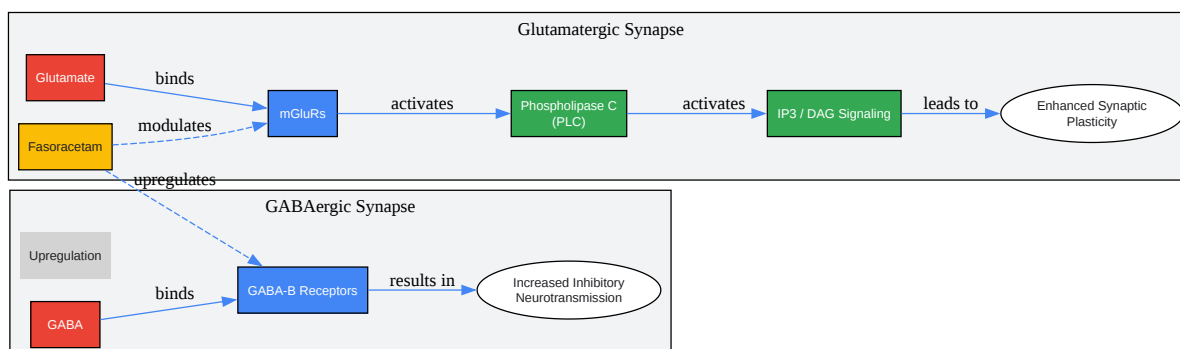 Glutamatergic Synapse
Glutamate
binds
mGluRs
activates
Phospholipase C
(PLC)
activates
IP3 / DAG Signaling
leads to
Enhanced Synaptic
Plasticity
Fasoracetam
modulates
upregulates
GABAergic Synapse
Upregulation
GABA
binds
GABA-B Receptors
results in
Increased Inhibitory
Neurotransmission